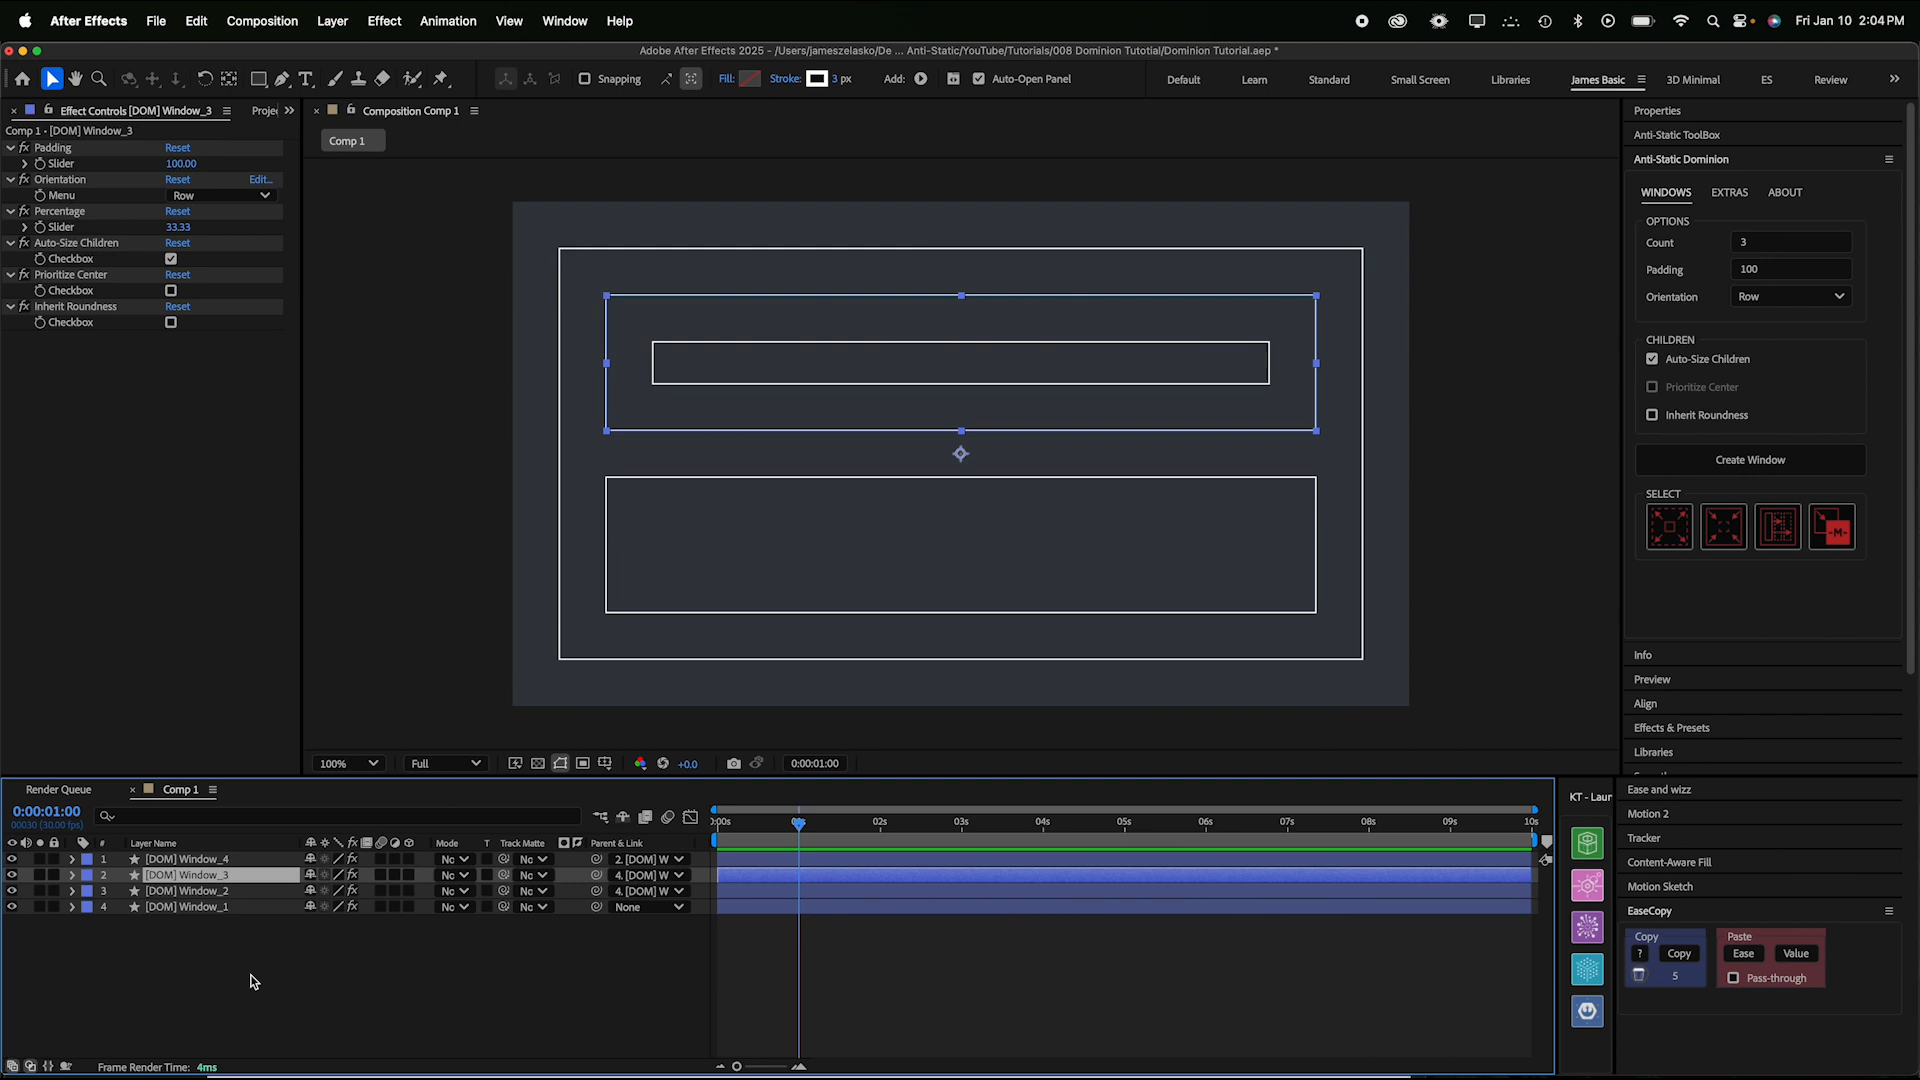 After Effects File Edit Composition Layer Effect Animation View Window Help Fri Jan 10 2:04 PM
Adobe After Effects 2025 - /Users/jameszelasko/De ... Anti-Static/YouTube/Tutorials/008 Dominion Tutotial/Dominion Tutorial.aep *
Snapping Fill: Stroke: 3 px Add: Auto-Open Panel Default Learn Standard Small Screen Libraries James Basic 3D Minimal ES Review
Effect Controls [DOM] Window_3 Projec
Composition Comp 1
Comp 1 • [DOM] Window_3
Comp 1
Padding Reset
Slider 100.00
Orientation Reset Edit...
Menu Row
Percentage Reset
Slider 33.33
Auto-Size Children Reset
Checkbox
Prioritize Center Reset
Checkbox
Inherit Roundness Reset
Checkbox
Properties
Anti-Static ToolBox
Anti-Static Dominion
WINDOWS EXTRAS ABOUT
OPTIONS
Count 3
Padding 100
Orientation Row
CHILDREN
Auto-Size Children
Prioritize Center
Inherit Roundness
Create Window
SELECT
-M-
Info
Preview
Align
Effects & Presets
Libraries
100% Full +0.0 0:00:01:00
Render Queue Comp 1
0:00:01:00
00030 (30.00 fps)
0:00s 02s 03s 04s 05s 06s 07s 08s 09s 10s
# Layer Name Mode T Track Matte Parent & Link
1 [DOM] Window_4 Nc Nc 2. [DOM] W
2 [DOM] Window_3 Nc Nc 4. [DOM] W
3 [DOM] Window_2 Nc Nc 4. [DOM] W
4 [DOM] Window_1 Nc Nc None
Frame Render Time: 4ms
KT - Laur
Ease and wizz
Motion 2
Tracker
Content-Aware Fill
Motion Sketch
EaseCopy
Copy Paste
? Copy Ease Value
5 Pass-through